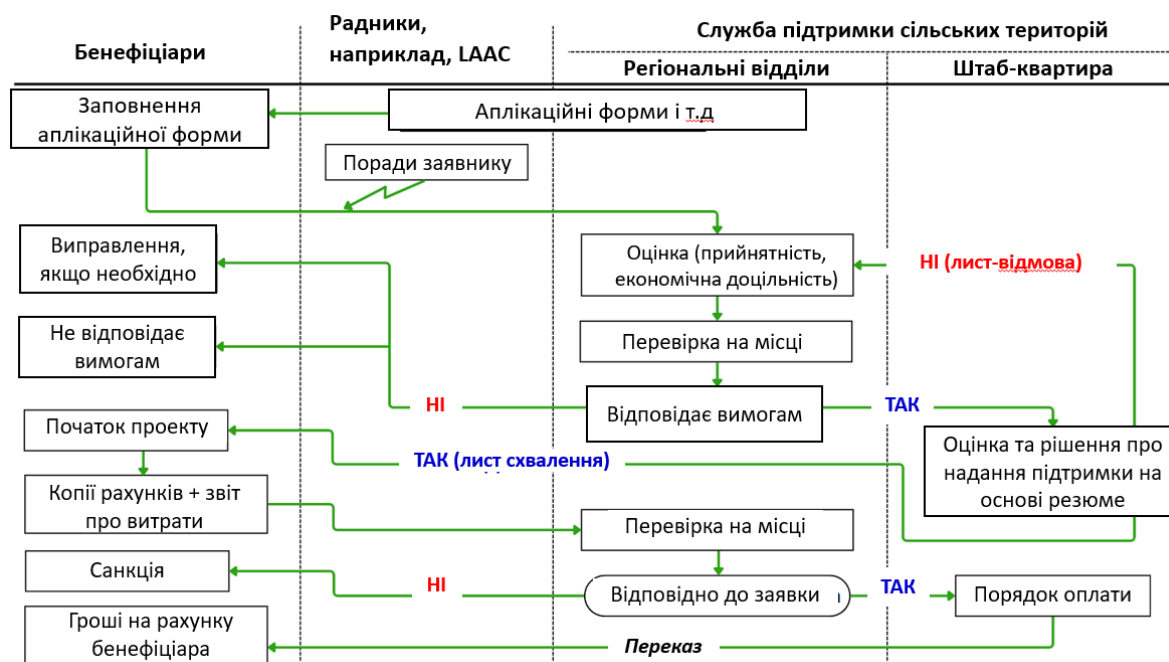 Бенефіціари
Радники,
наприклад, LAAC
Служба підтримки сільських територій
Регіональні відділи
Штаб-квартира
Заповнення
аплікаційної форми
Аплікаційні форми і т.д
Поради заявнику
Виправлення,
якщо необхідно
Оцінка (прийнятність,
економічна доцільність)
НІ (лист-відмова)
Не відповідає
вимогам
Перевірка на місці
НІ
Відповідає вимогам
ТАК
Початок проекту
ТАК (лист схвалення)
Оцінка та рішення про
надання підтримки на
основі резюме
Копії рахунків + звіт
про витрати
Перевірка на місці
Санкція
НІ
Відповідно до заявки
ТАК
Порядок оплати
Гроші на рахунку
бенефіціара
Переказ